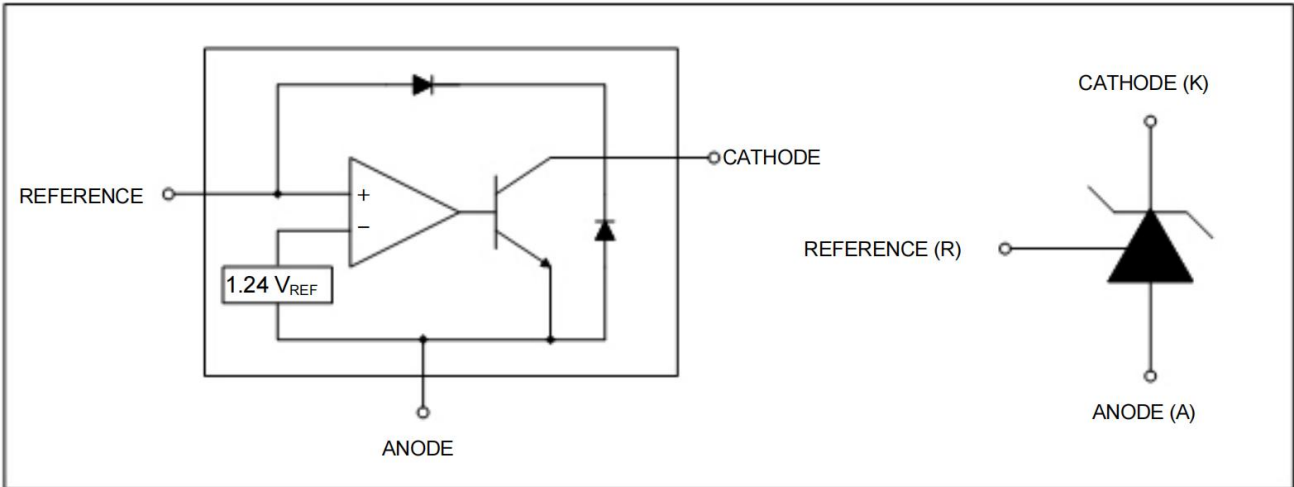 CATHODE (K)
CATHODE
REFERENCE
+
−
REFERENCE (R)
1.24 VREF
ANODE (A)
ANODE